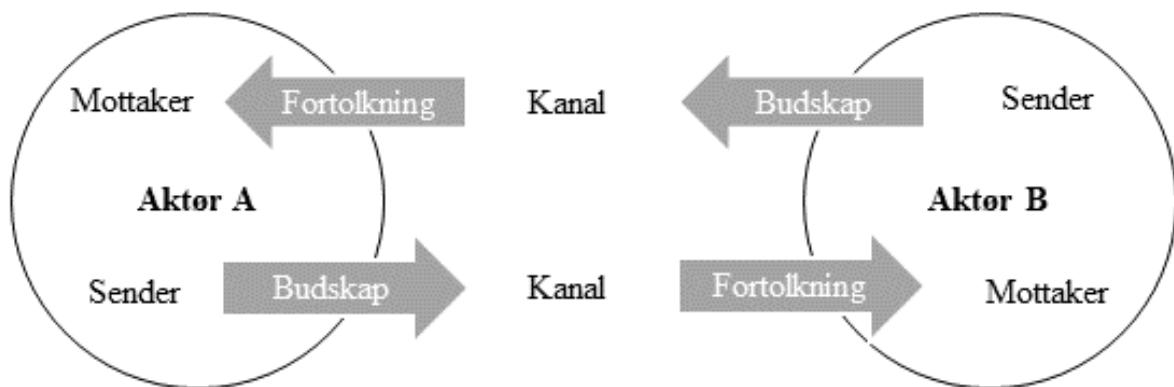 Mottaker Fortolkning Kanal Budskap Sender
Aktør A Aktør B
Sender Budskap Kanal Fortolkning Mottaker